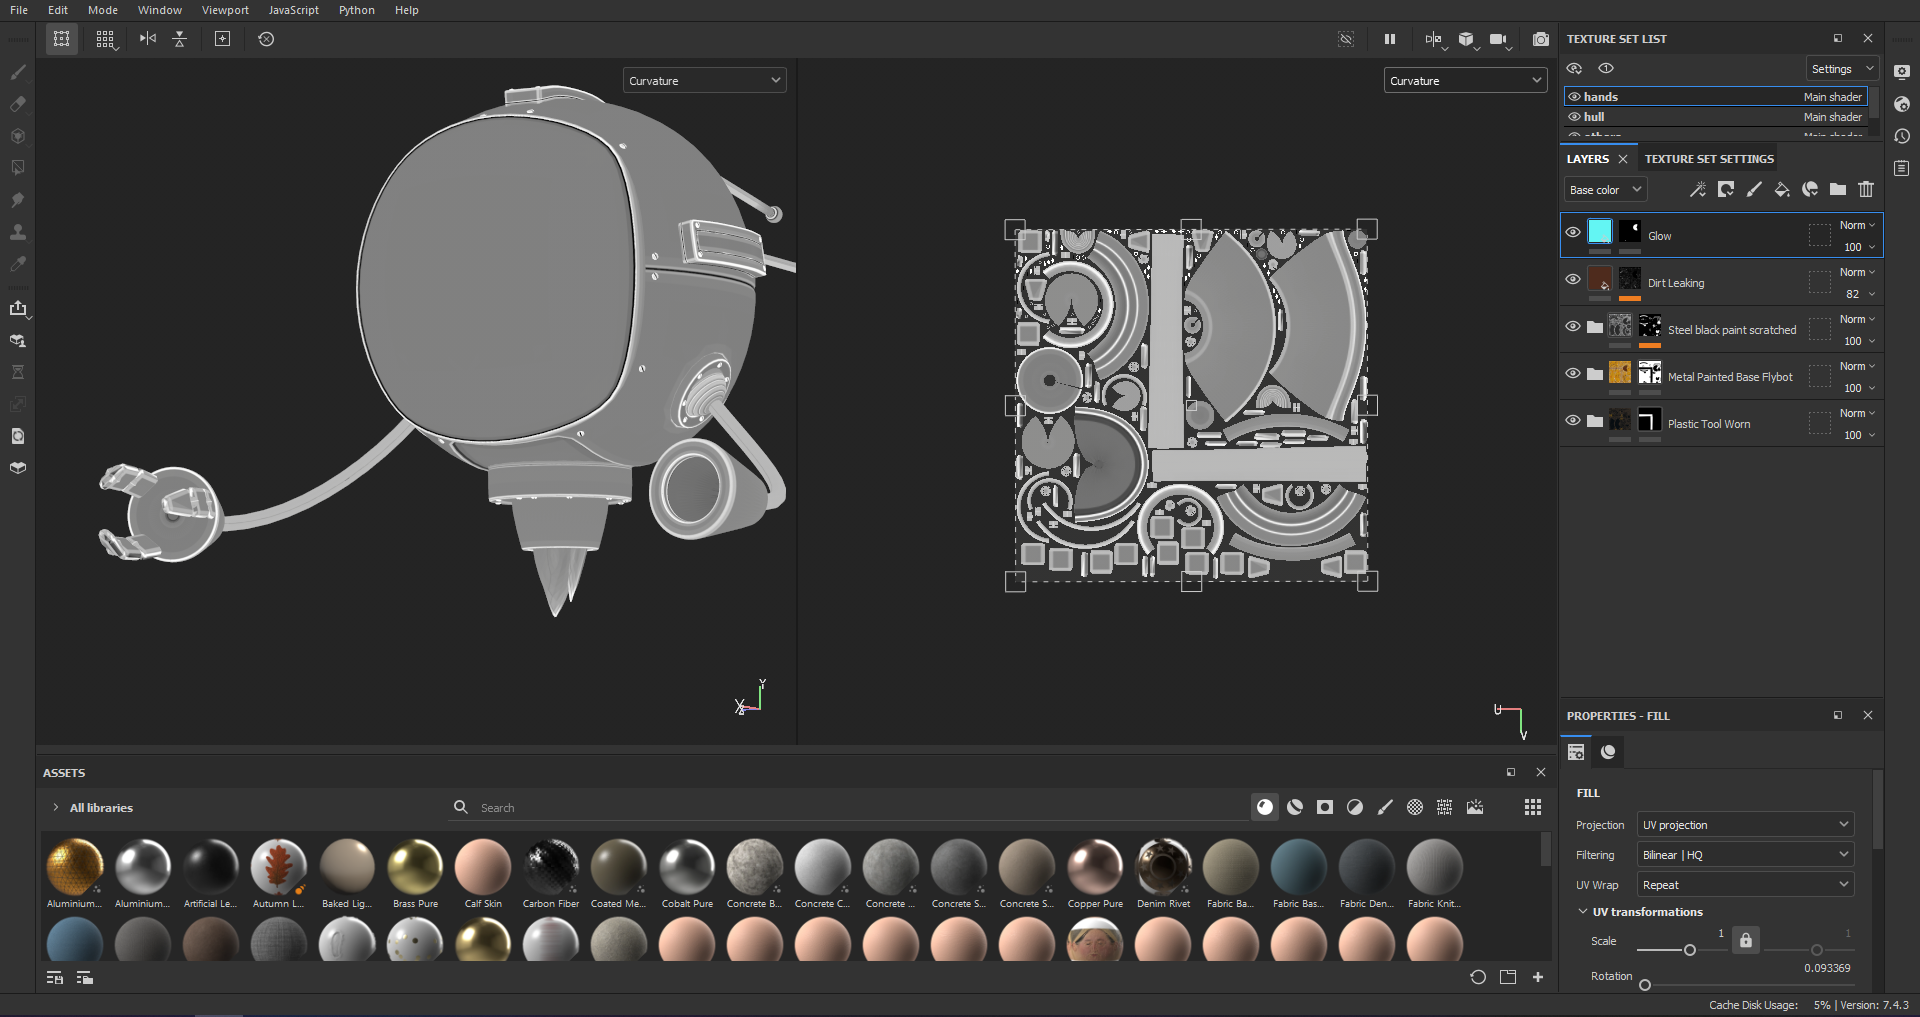 File Edit Mode Window Viewport JavaScript Python Help
Curvature
Curvature
Y
X
Z
U
V
TEXTURE SET LIST
Settings
hands Main shader
hull Main shader
LAYERS TEXTURE SET SETTINGS
Base color
Glow Norm 100
Dirt Leaking Norm 82
Steel black paint scratched Norm 100
Metal Painted Base Flybot Norm 100
Plastic Tool Worn Norm 100
PROPERTIES - FILL
FILL
Projection UV projection
Filtering Bilinear | HQ
UV Wrap Repeat
UV transformations
Scale 1 1
Rotation 0.093369
ASSETS
All libraries Search
Aluminium... Aluminium... Artificial Le... Autumn L... Baked Lig... Brass Pure Calf Skin Carbon Fiber Coated Me... Cobalt Pure Concrete B... Concrete C... Concrete ... Concrete S... Concrete S... Copper Pure Denim Rivet Fabric Ba... Fabric Bas... Fabric Den... Fabric Knit...
Cache Disk Usage: 5% | Version: 7.4.3